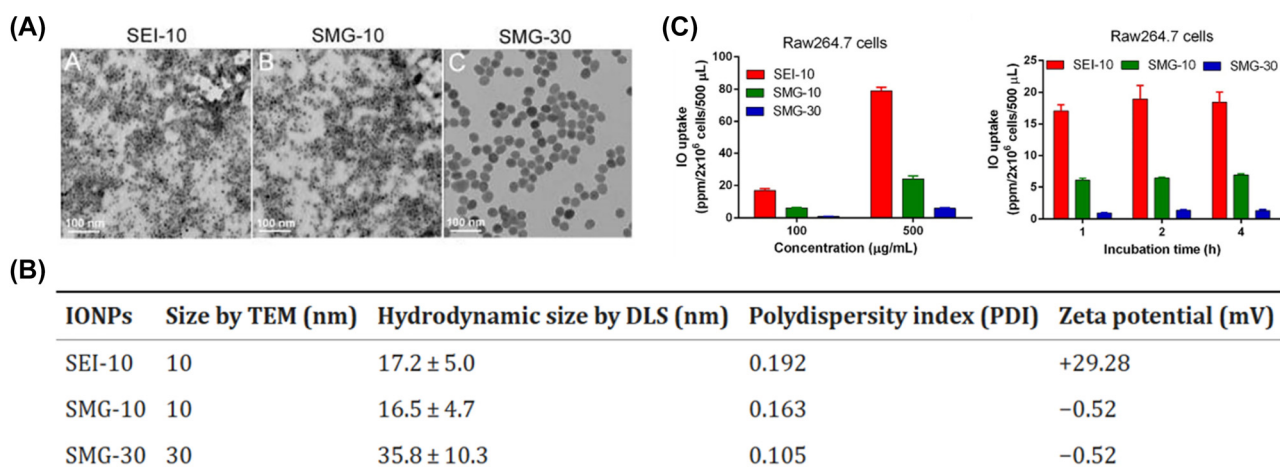 (A)
SEI-10 SMG-10 SMG-30
A B C
100 nm 100 nm 100 nm
(C)
Raw264.7 cells
SEI-10
SMG-10
SMG-30
IO uptake
(ppm/2x10⁶ cells/500 µL)
100
80
60
40
20
0
100 500
Concentration (µg/mL)
Raw264.7 cells
SEI-10 SMG-10 SMG-30
IO uptake
(ppm/2x10⁶ cells/500 µL)
25
20
15
10
5
0
1 2 4
Incubation time (h)
(B)
IONPs Size by TEM (nm) Hydrodynamic size by DLS (nm) Polydispersity index (PDI) Zeta potential (mV)
SEI-10 10 17.2 ± 5.0 0.192 +29.28
SMG-10 10 16.5 ± 4.7 0.163 −0.52
SMG-30 30 35.8 ± 10.3 0.105 −0.52